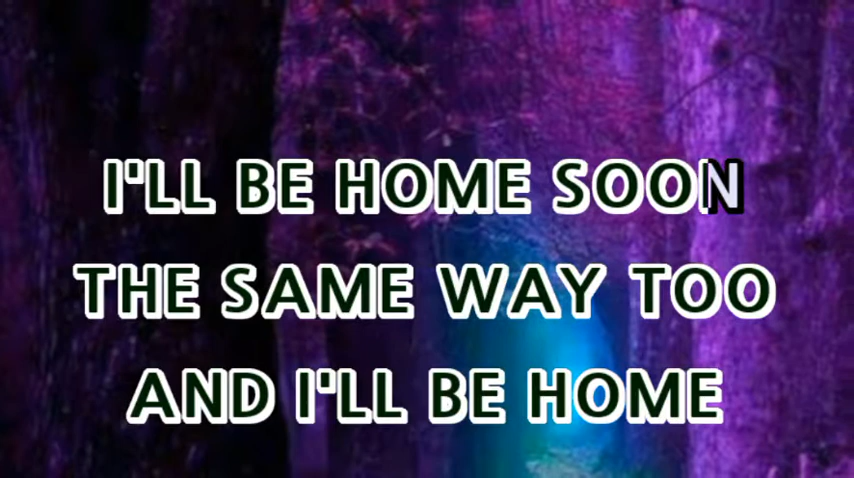 I'LL BE HOME SOON
THE SAME WAY TOO
AND I'LL BE HOME